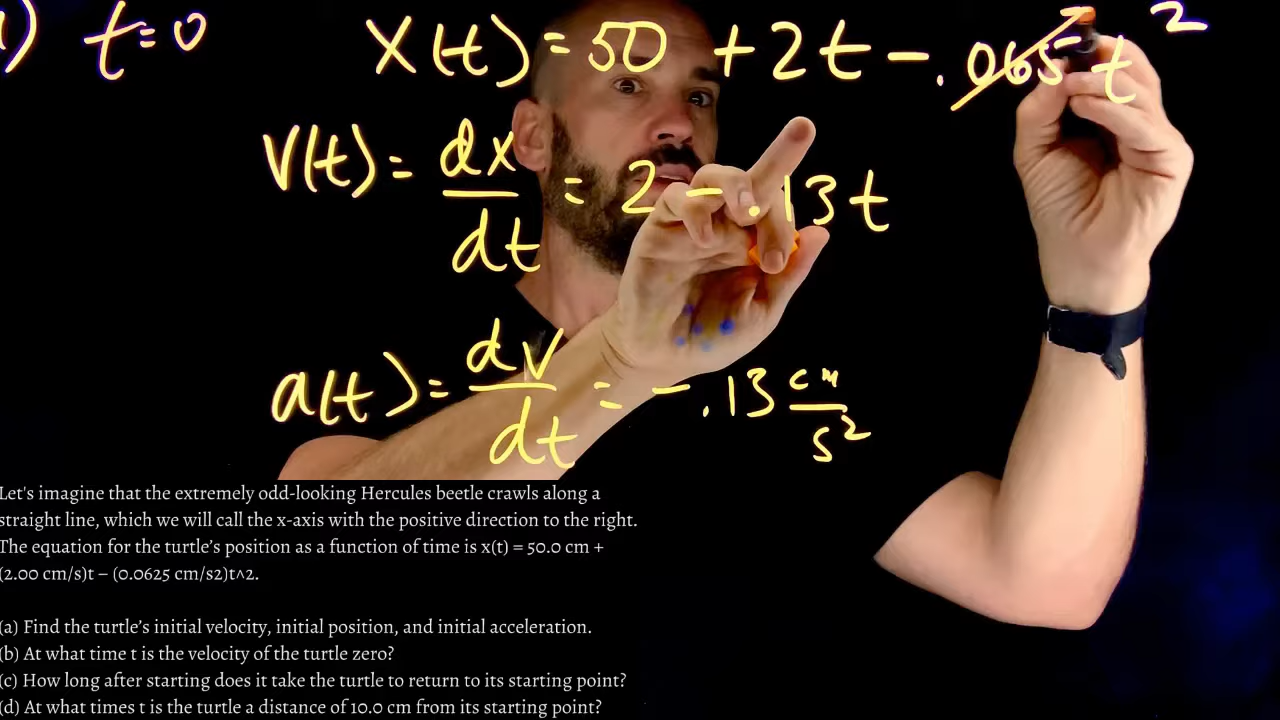 1) t=0 x(t)=50+2t-.065t²
v(t)=dx/dt=2-.13t
a(t)=dv/dt=-.13 cm/s²
Let's imagine that the extremely odd-looking Hercules beetle crawls along a
straight line, which we will call the x-axis with the positive direction to the right.
The equation for the turtle's position as a function of time is x(t) = 50.0 cm +
(2.00 cm/s)t – (0.0625 cm/s2)t^2.
(a) Find the turtle's initial velocity, initial position, and initial acceleration.
(b) At what time t is the velocity of the turtle zero?
(c) How long after starting does it take the turtle to return to its starting point?
(d) At what times t is the turtle a distance of 10.0 cm from its starting point?